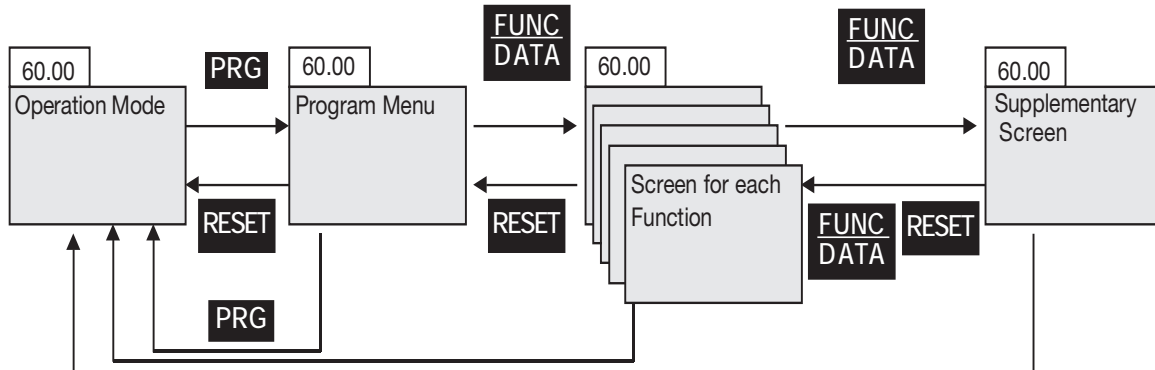 60.00
Operation Mode
PRG
60.00
Program Menu
FUNC
DATA
60.00
FUNC
DATA
60.00
Supplementary
Screen
RESET
RESET
Screen for each
Function
FUNC
DATA
RESET
PRG